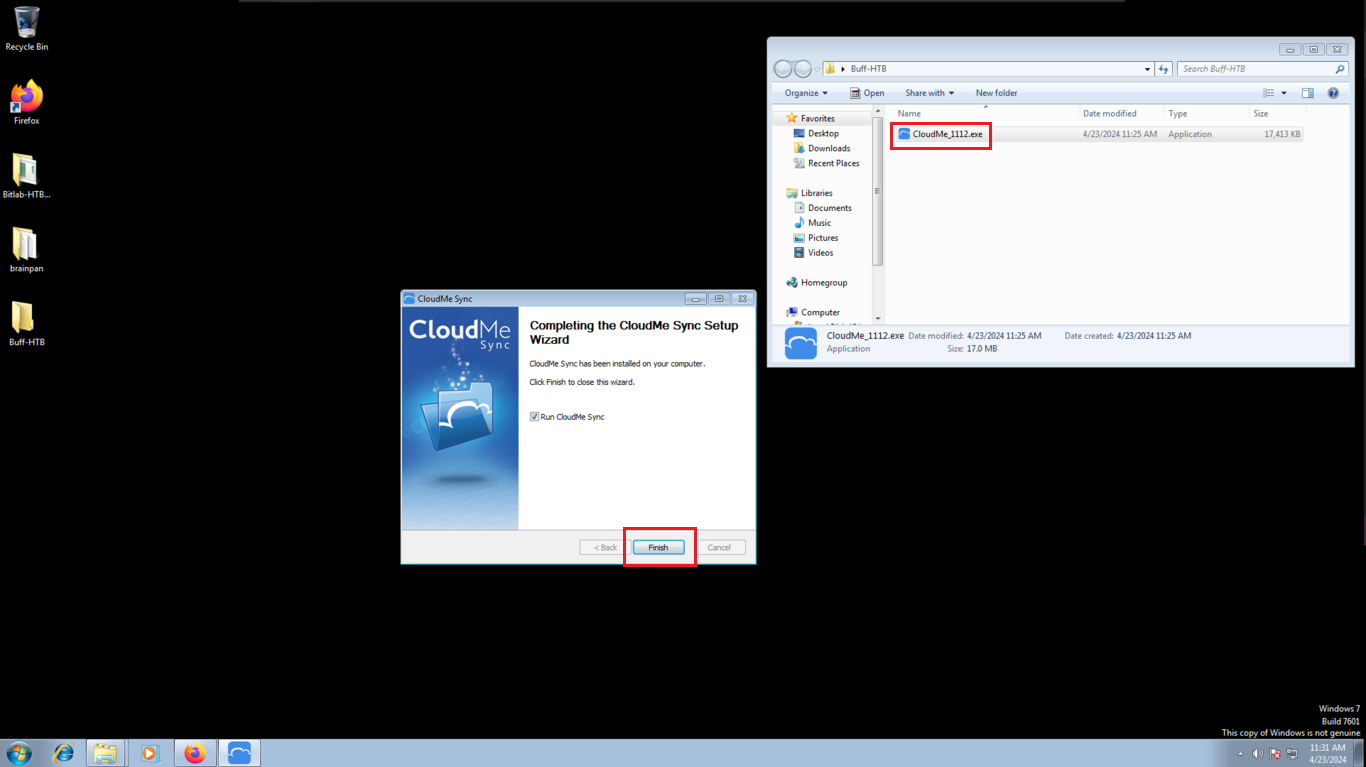 Recycle Bin
Firefox
Bitlab-HTB...
brainpan
Buff-HTB
Buff-HTB
Search Buff-HTB
Organize
Open
Share with
New folder
Name
Date modified
Type
Size
Favorites
Desktop
Downloads
Recent Places
Libraries
Documents
Music
Pictures
Videos
Homegroup
Computer
CloudMe_1112.exe 4/23/2024 11:25 AM Application 17,413 KB
CloudMe_1112.exe Date modified: 4/23/2024 11:25 AM Date created: 4/23/2024 11:25 AM
Application Size: 17.0 MB
CloudMe Sync
CloudMe
Sync
Completing the CloudMe Sync Setup
Wizard
CloudMe Sync has been installed on your computer.
Click Finish to close this wizard.
Run CloudMe Sync
< Back
Finish
Cancel
Windows 7
Build 7601
This copy of Windows is not genuine
11:31 AM
4/23/2024